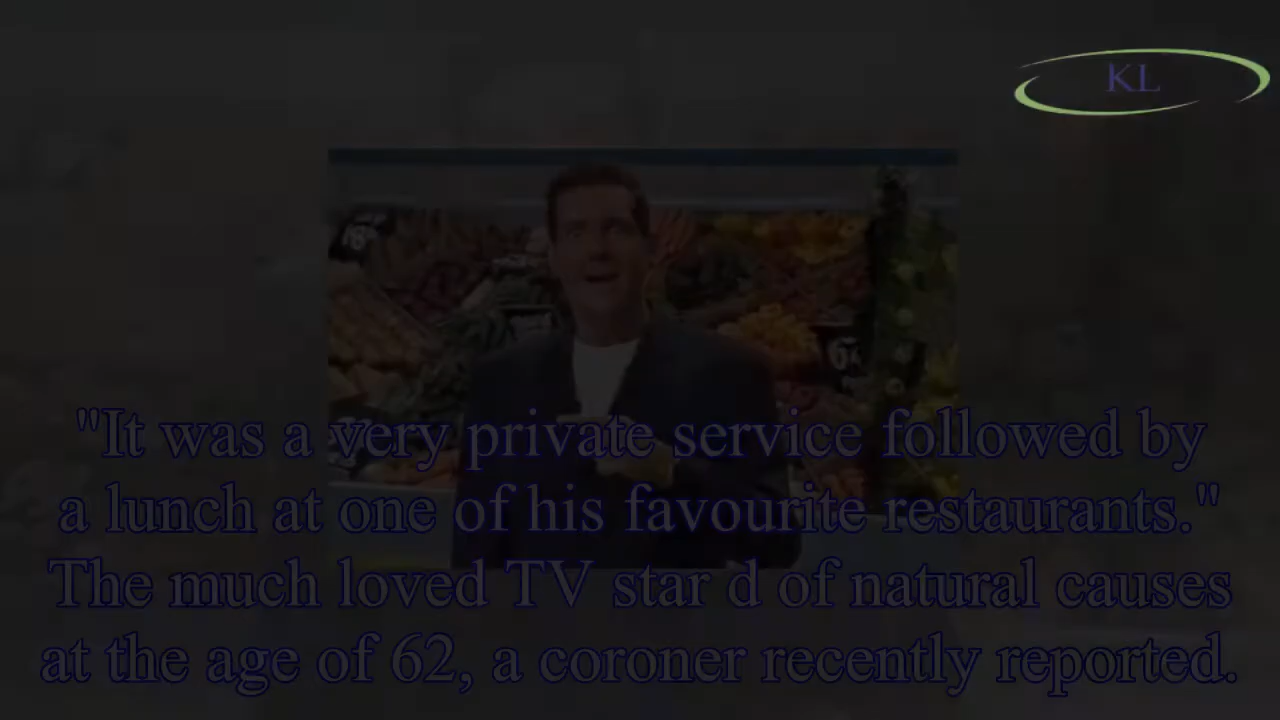 KL
"It was a very private service followed by
a lunch at one of his favourite restaurants."
The much loved TV star d of natural causes
at the age of 62, a coroner recently reported.